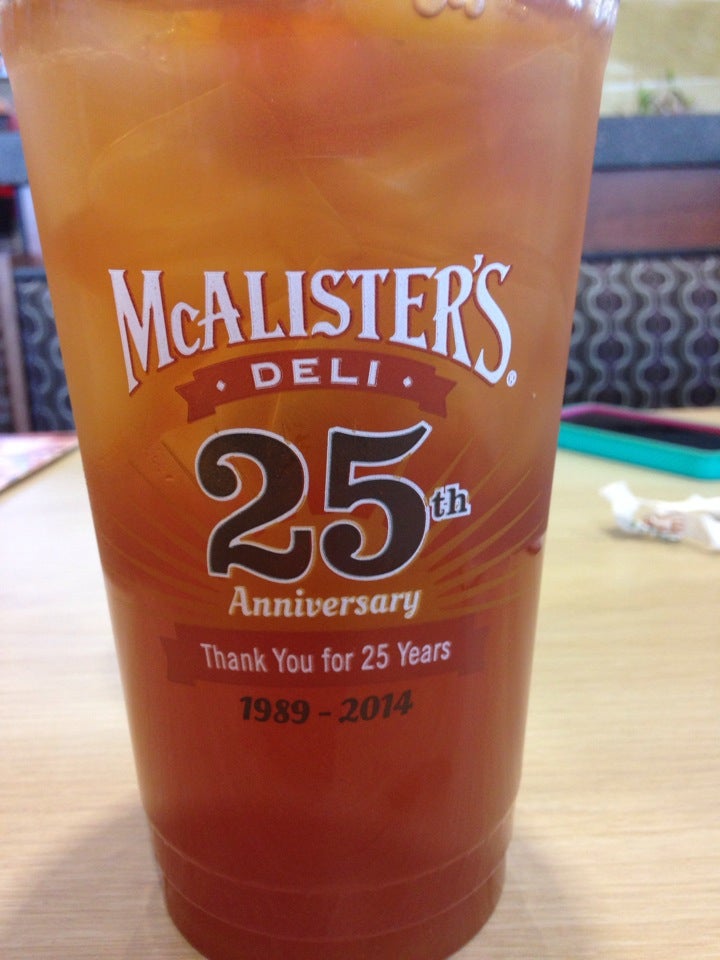 McALISTER'S®
DELI
25th
Anniversary
Thank You for 25 Years
1989 - 2014